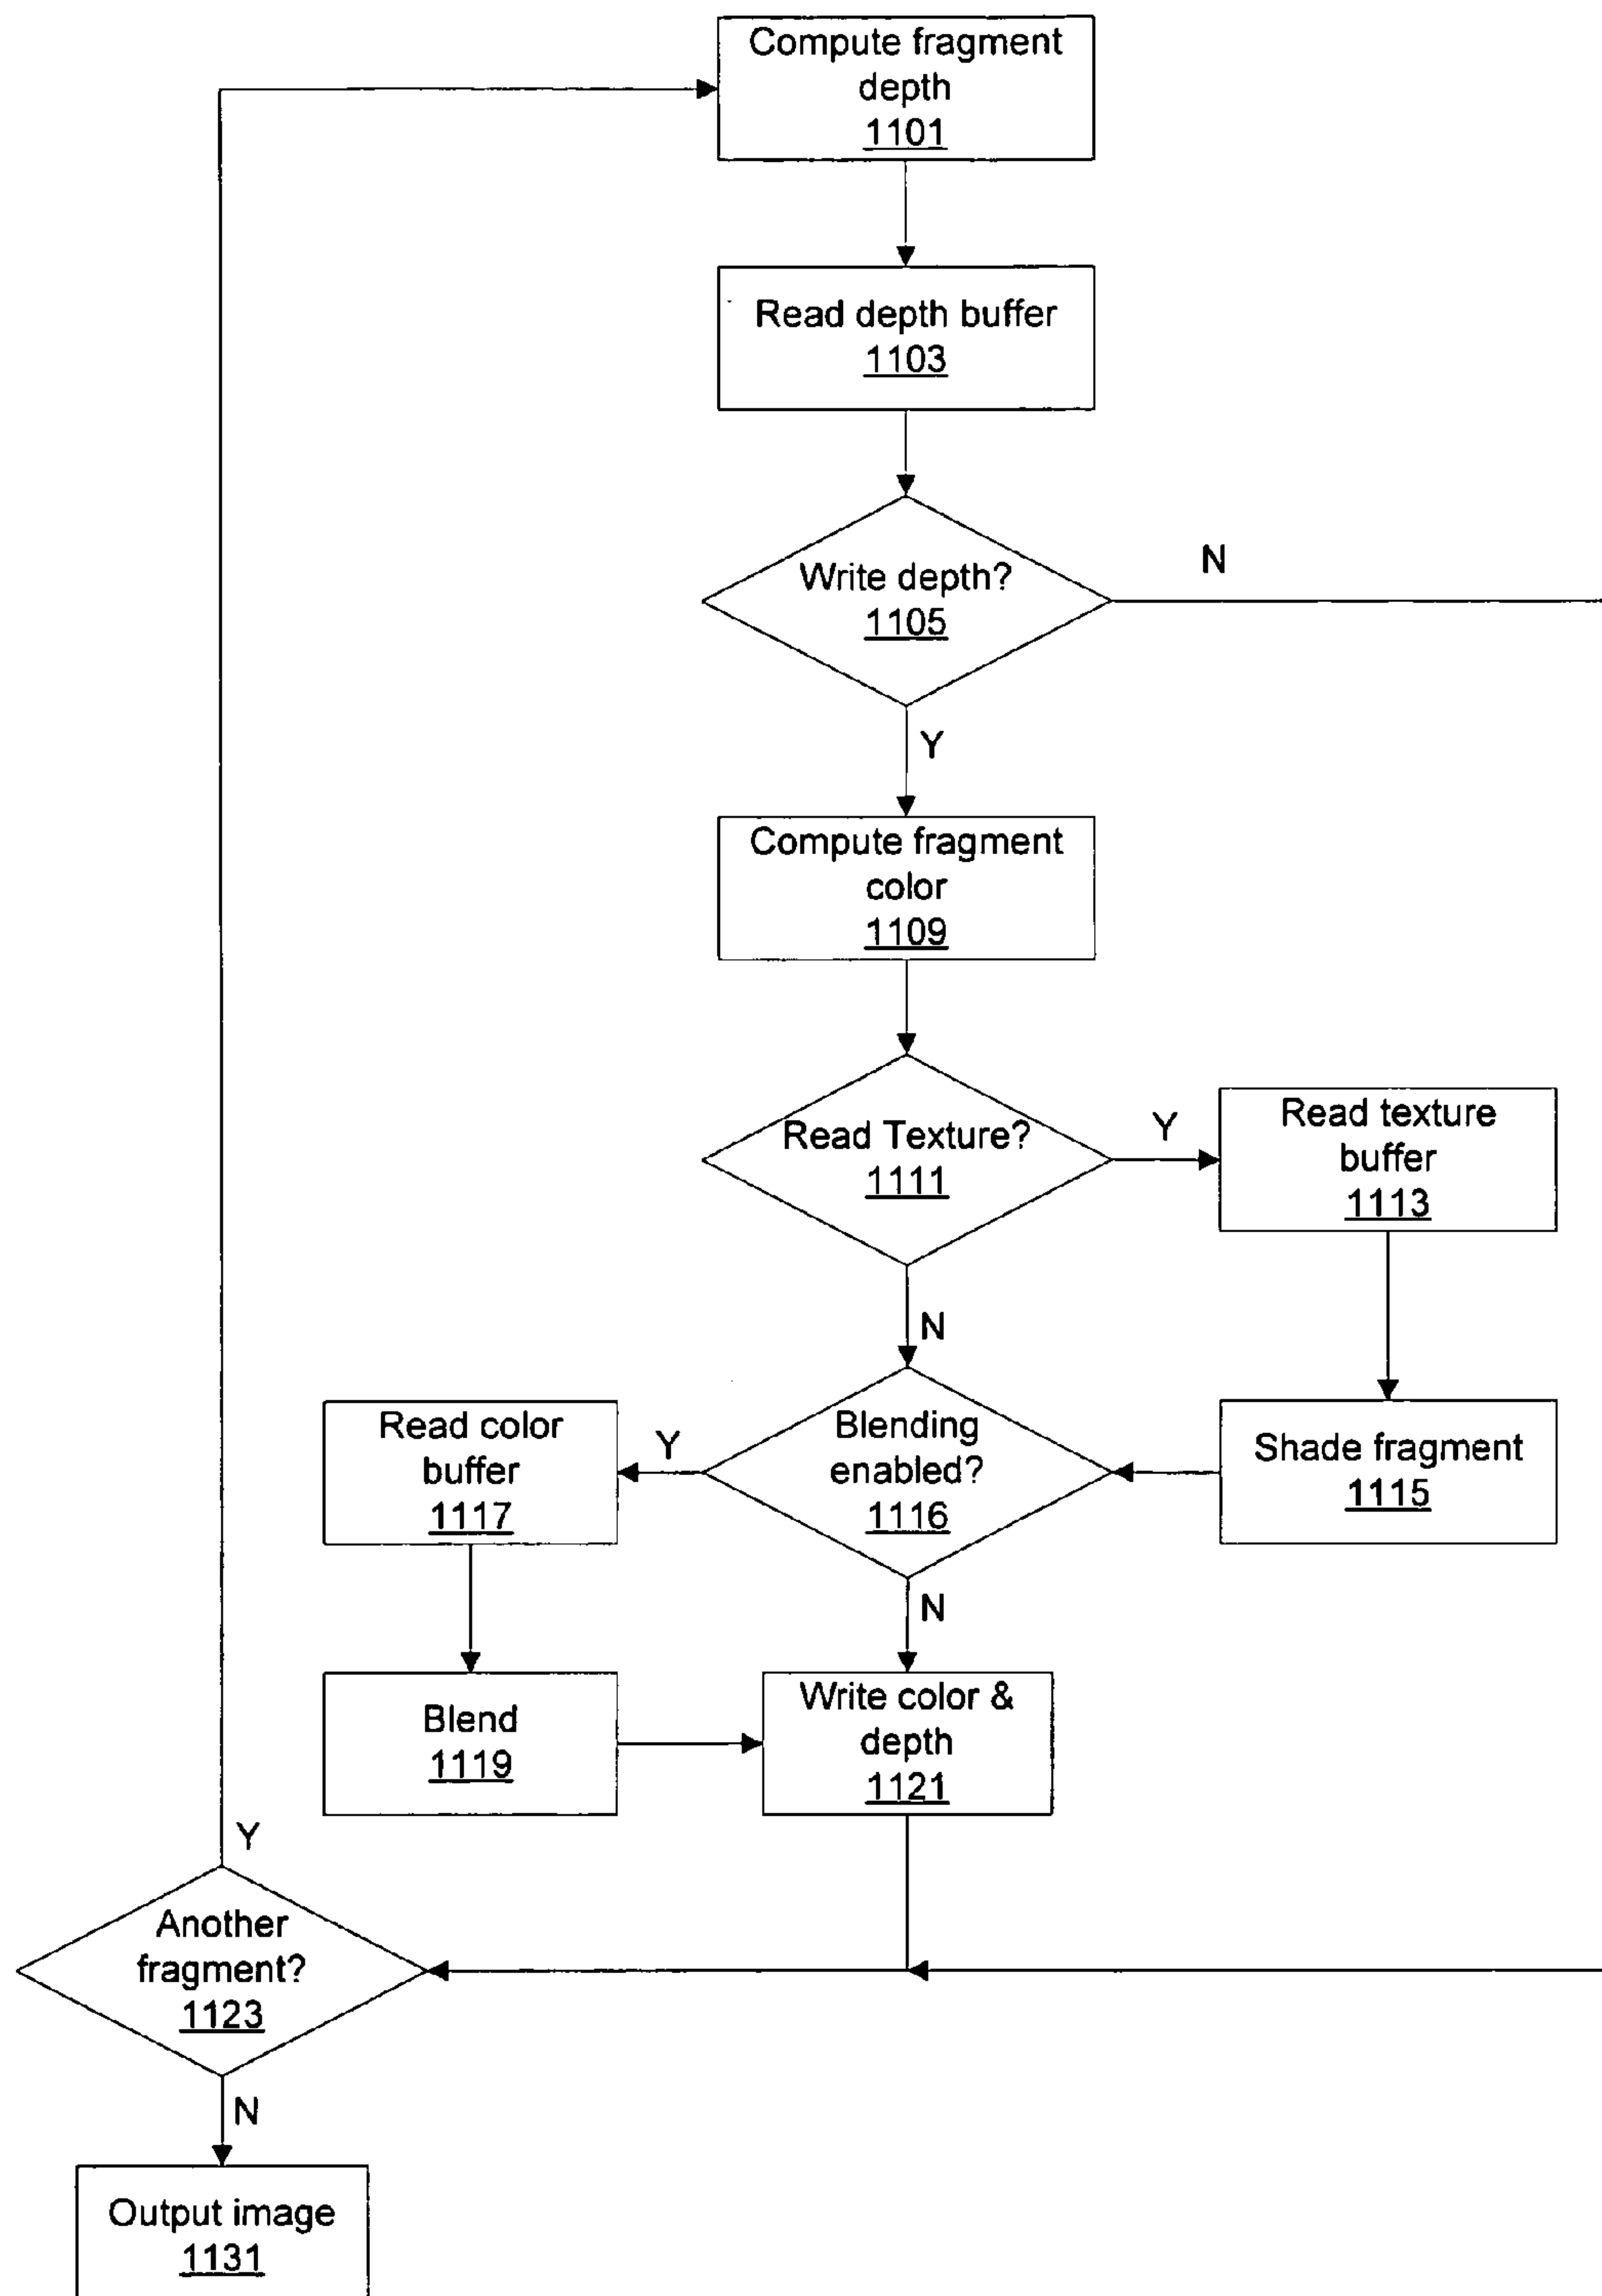 Compute fragment
depth
1101
Read depth buffer
1103
Write depth?
1105
N
Y
Compute fragment
color
1109
Read Texture?
1111
Y
Read texture
buffer
1113
N
Read color
buffer
1117
Y
Blending
enabled?
1116
Shade fragment
1115
N
Blend
1119
Write color &
depth
1121
Y
Another
fragment?
1123
N
Output image
1131